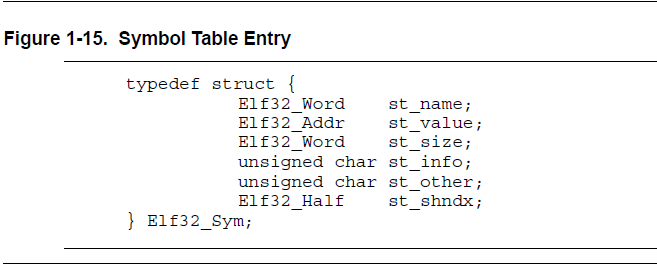 Figure 1-15. Symbol Table Entry
typedef struct {
Elf32_Word st_name;
Elf32_Addr st_value;
Elf32_Word st_size;
unsigned char st_info;
unsigned char st_other;
Elf32_Half st_shndx;
} Elf32_Sym;